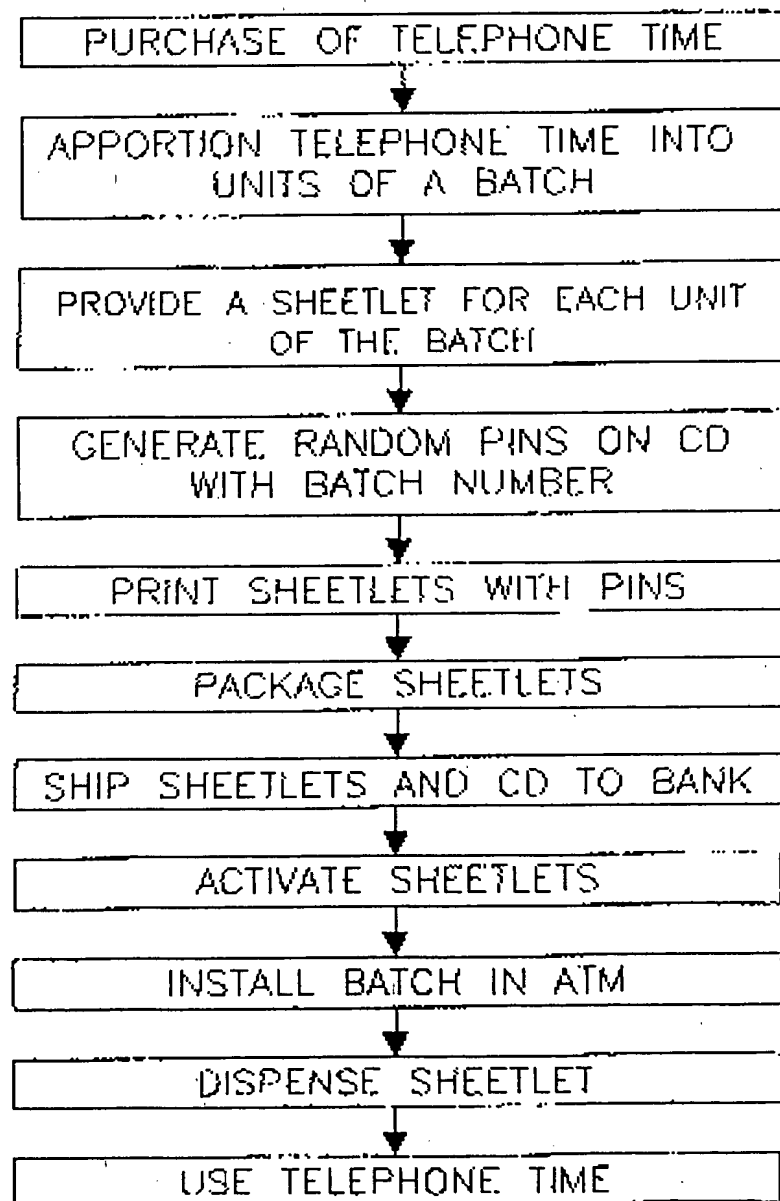 PURCHASE OF TELEPHONE TIME
APPORTION TELEPHONE TIME INTO
UNITS OF A BATCH
PROVIDE A SHEETLET FOR EACH UNIT
OF THE BATCH
GENERATE RANDOM PINS ON CD
WITH BATCH NUMBER
PRINT SHEETLETS WITH PINS
PACKAGE SHEETLETS
SHIP SHEETLETS AND CD TO BANK
ACTIVATE SHEETLETS
INSTALL BATCH IN ATM
DISPENSE SHEETLET
USE TELEPHONE TIME